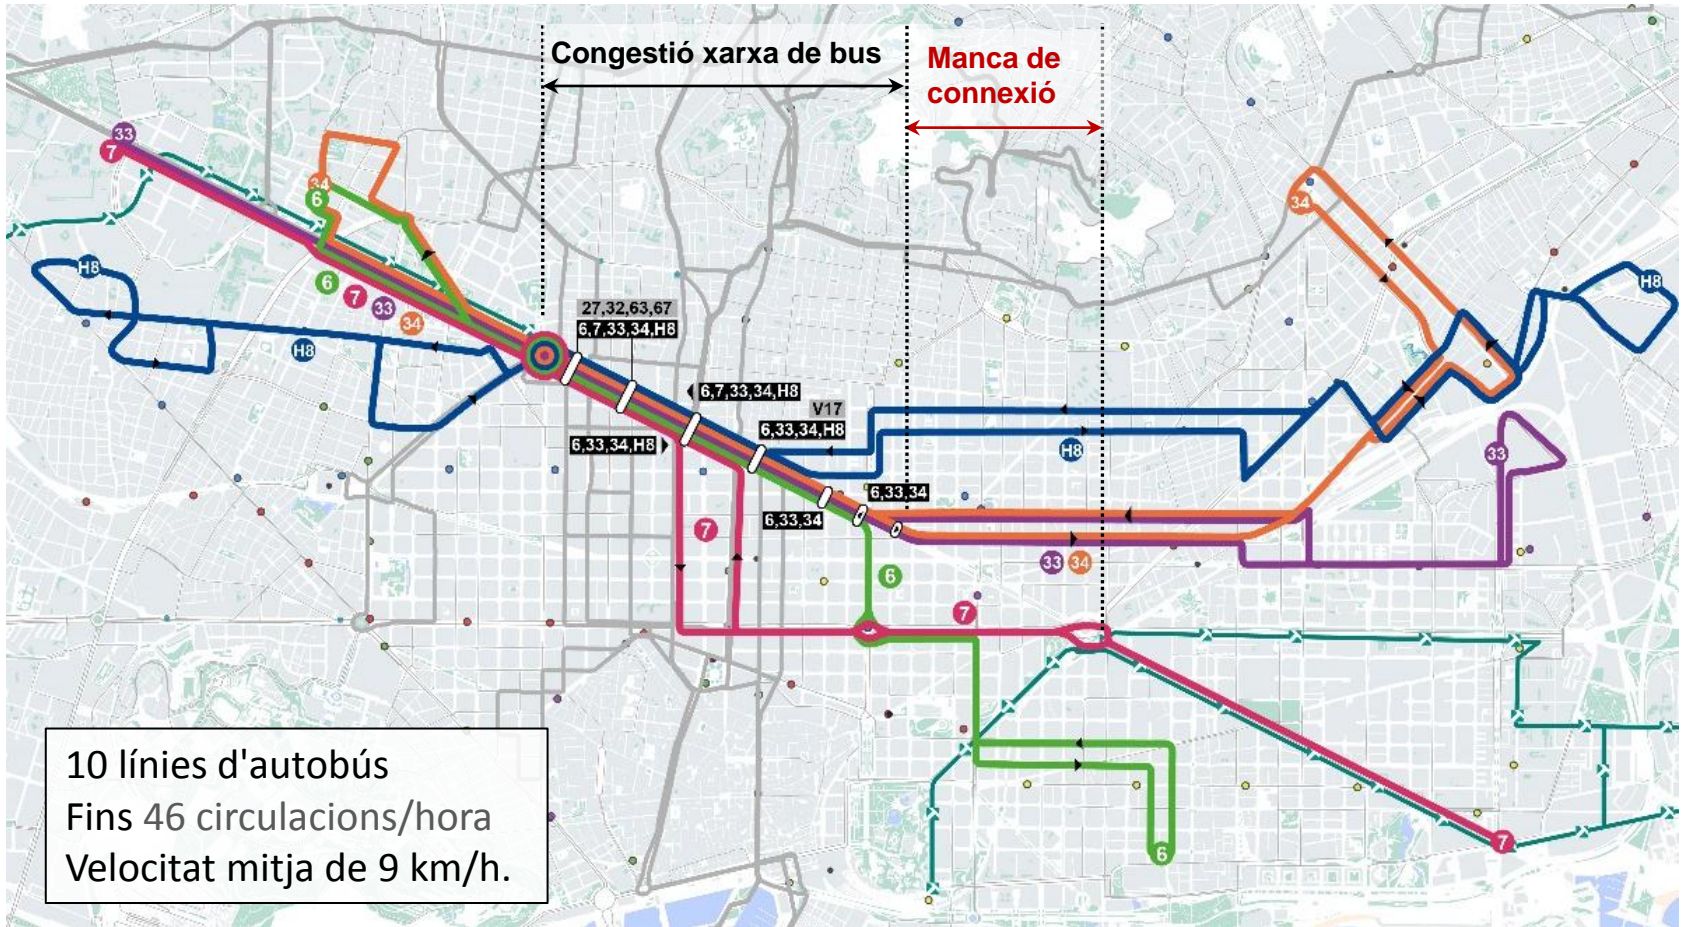 Congestió xarxa de bus
Manca de
connexió
33
7
34
6
34
H8
H8
6
7
33
34
H8
27,32,63,67
6,7,33,34,H8
6,7,33,34,H8
V17
6,33,34,H8
6,33,34,H8
H8
33
6,33,34
6,33,34
7
33
34
6
7
10 línies d'autobús
Fins 46 circulacions/hora
Velocitat mitja de 9 km/h.
7
6